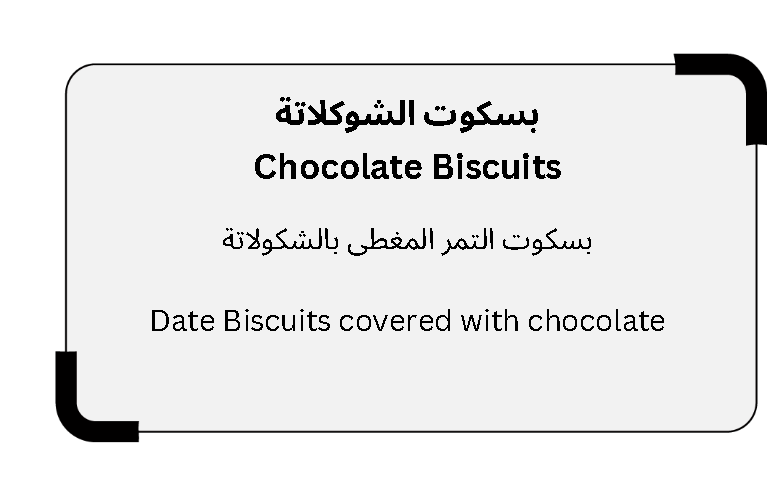 بسكوت الشوكلاتة
Chocolate Biscuits
بسكوت التمر المغطى بالشكولاتة
Date Biscuits covered with chocolate